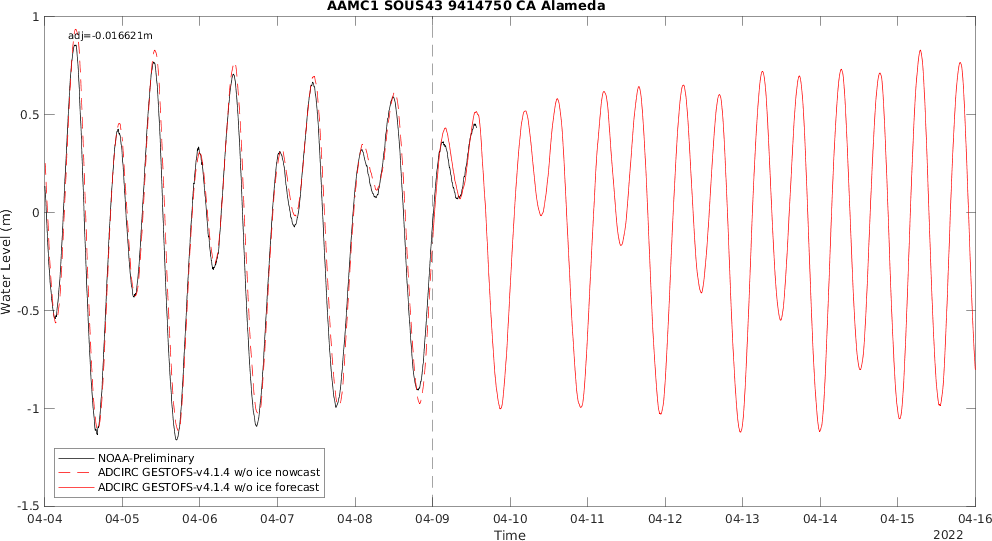 AAMC1 SOUS43 9414750 CA Alameda
adj=-0.016621m
1
0.5
0
-0.5
-1
-1.5
Water Level (m)
NOAA-Preliminary
ADCIRC GESTOFS-v4.1.4 w/o ice nowcast
ADCIRC GESTOFS-v4.1.4 w/o ice forecast
04-04 04-05 04-06 04-07 04-08 04-09 04-10 04-11 04-12 04-13 04-14 04-15 04-16
Time
2022